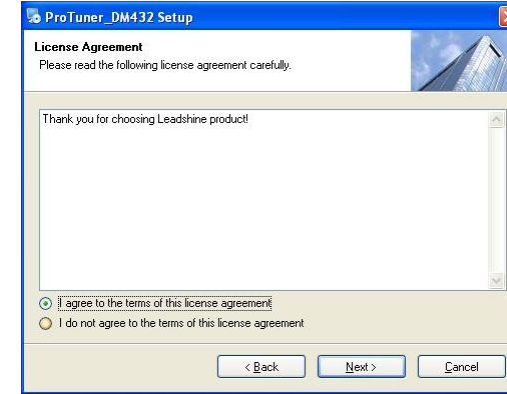 ProTuner_DM432 Setup
License Agreement
Please read the following license agreement carefully.
Thank you for choosing Leadshine product!
I agree to the terms of this license agreement
I do not agree to the terms of this license agreement
< Back Next > Cancel